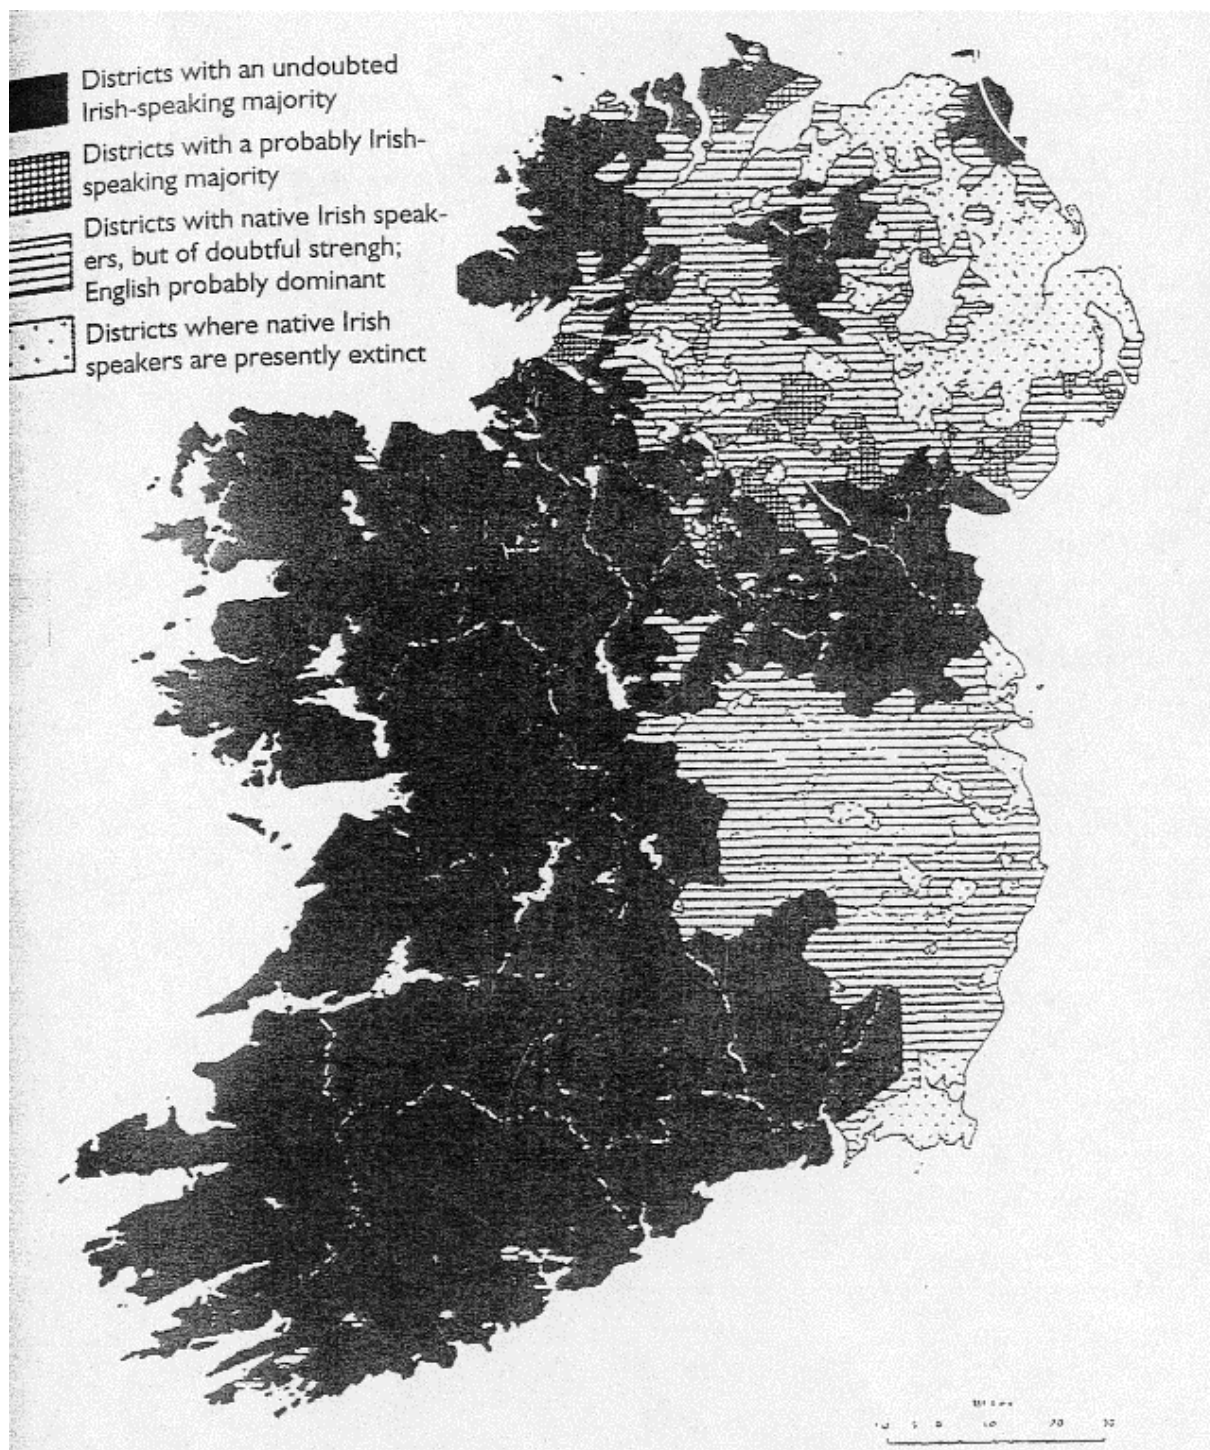 Districts with an undoubted
Irish-speaking majority
Districts with a probably Irish-
speaking majority
Districts with native Irish speak-
ers, but of doubtful strengh;
English probably dominant
Districts where native Irish
speakers are presently extinct